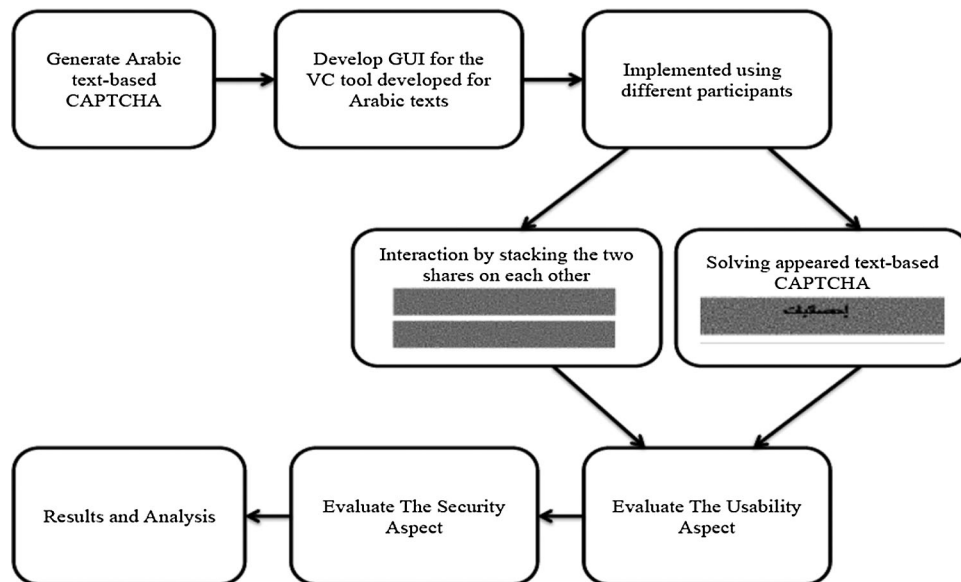 Generate Arabic
text-based
CAPTCHA
Develop GUI for the
VC tool developed for
Arabic texts
Implemented using
different participants
Interaction by stacking the two
shares on each other
Solving appeared text-based
CAPTCHA
Evaluate The Usability
Aspect
Evaluate The Security
Aspect
Results and Analysis